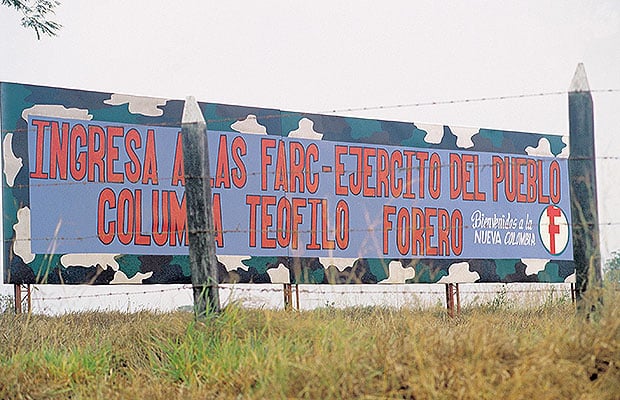 INGRESA A LAS FARC-EJERCITO DEL PUEBLO
COLUMNA TEOFILO FORERO
Bienvenidos a la
NUEVA COLOMBIA
F